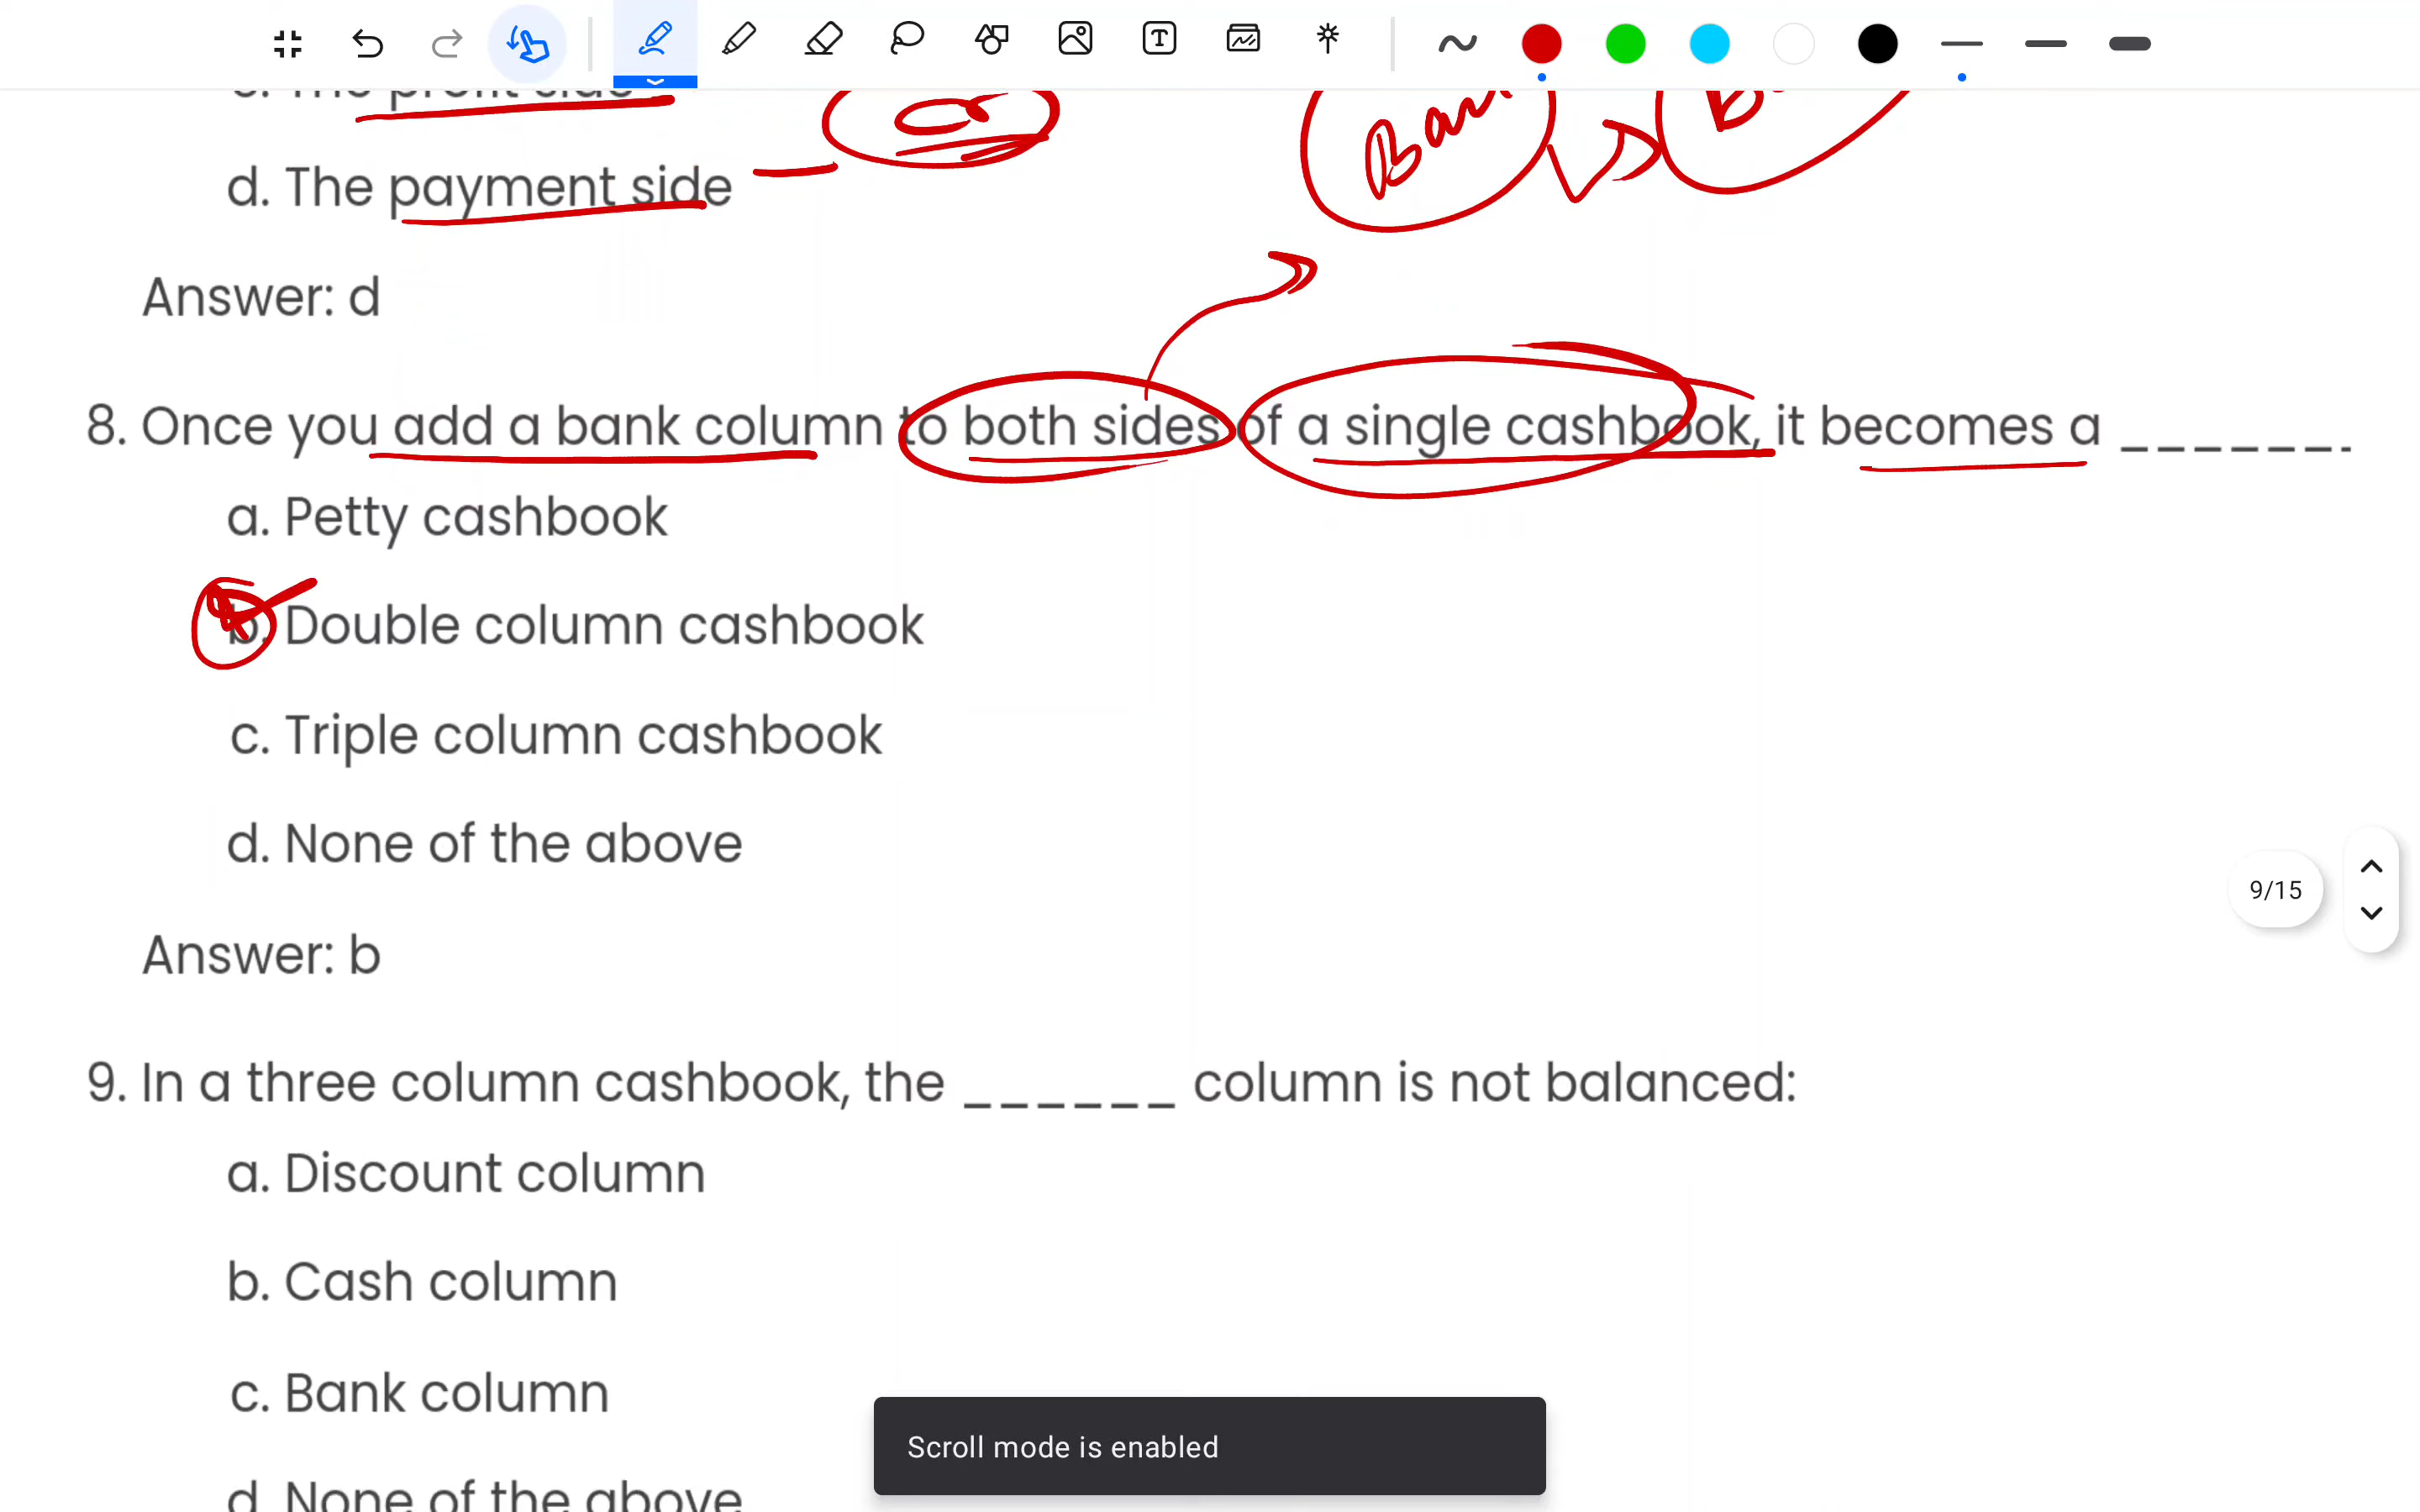 d. The payment side
Answer: d
8. Once you add a bank column to both sides of a single cashbook, it becomes a _______.
a. Petty cashbook
b. Double column cashbook
c. Triple column cashbook
d. None of the above
Answer: b
9. In a three column cashbook, the ______ column is not balanced:
a. Discount column
b. Cash column
c. Bank column
d. None of the above
9/15
Scroll mode is enabled